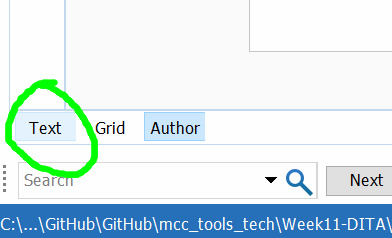 Text Grid Author
Search Next
C:\...\GitHub\GitHub\mcc_tools_tech\Week11-DITA\